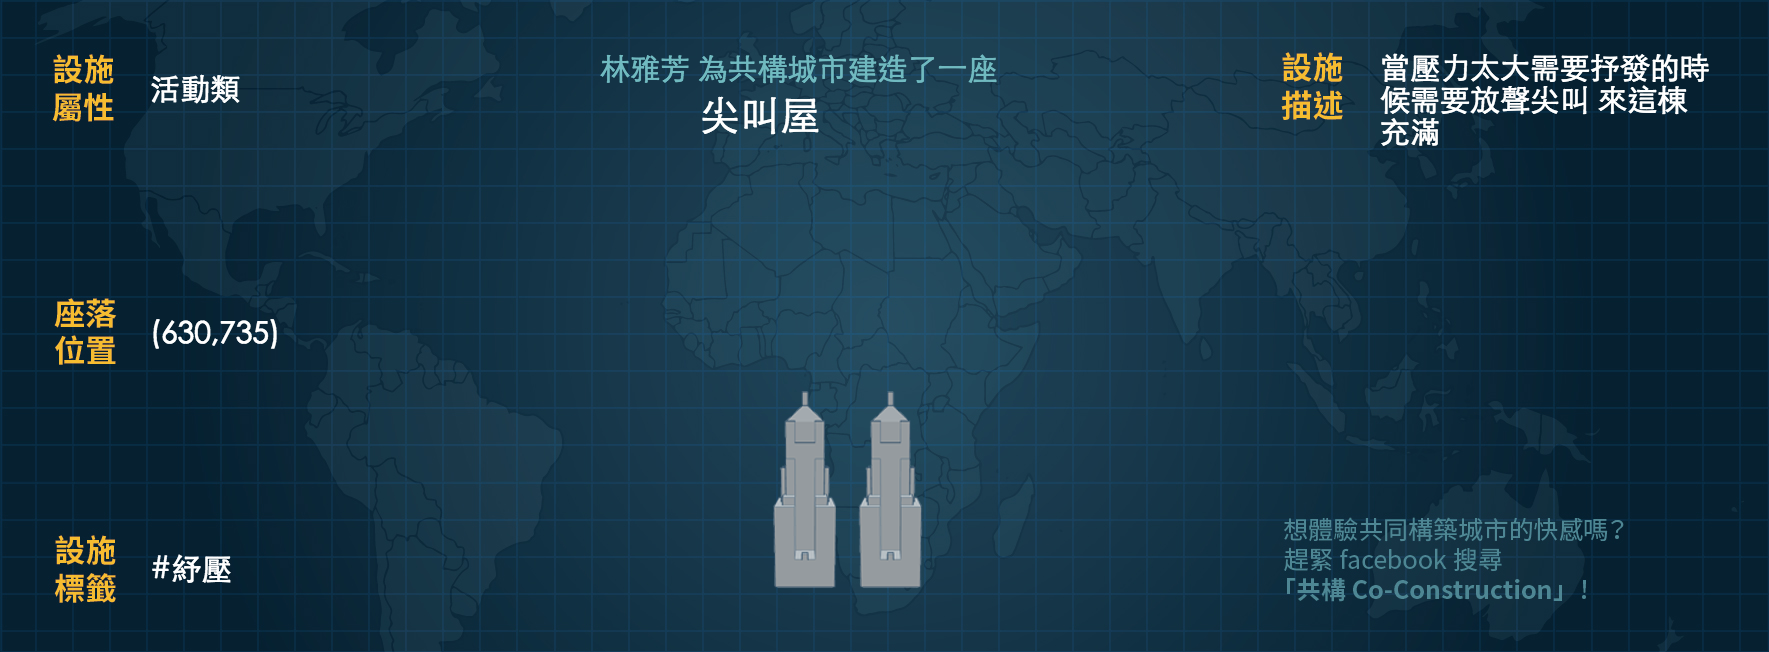 設施
屬性
活動類
林雅芳 為共構城市建造了一座
尖叫屋
設施
描述
當壓力太大需要抒發的時
候需要放聲尖叫 來這棟
充滿
座落
位置
(630,735)
設施
標籤
#紓壓
想體驗共同構築城市的快感嗎?
趕緊 facebook 搜尋
「共構 Co-Construction」!